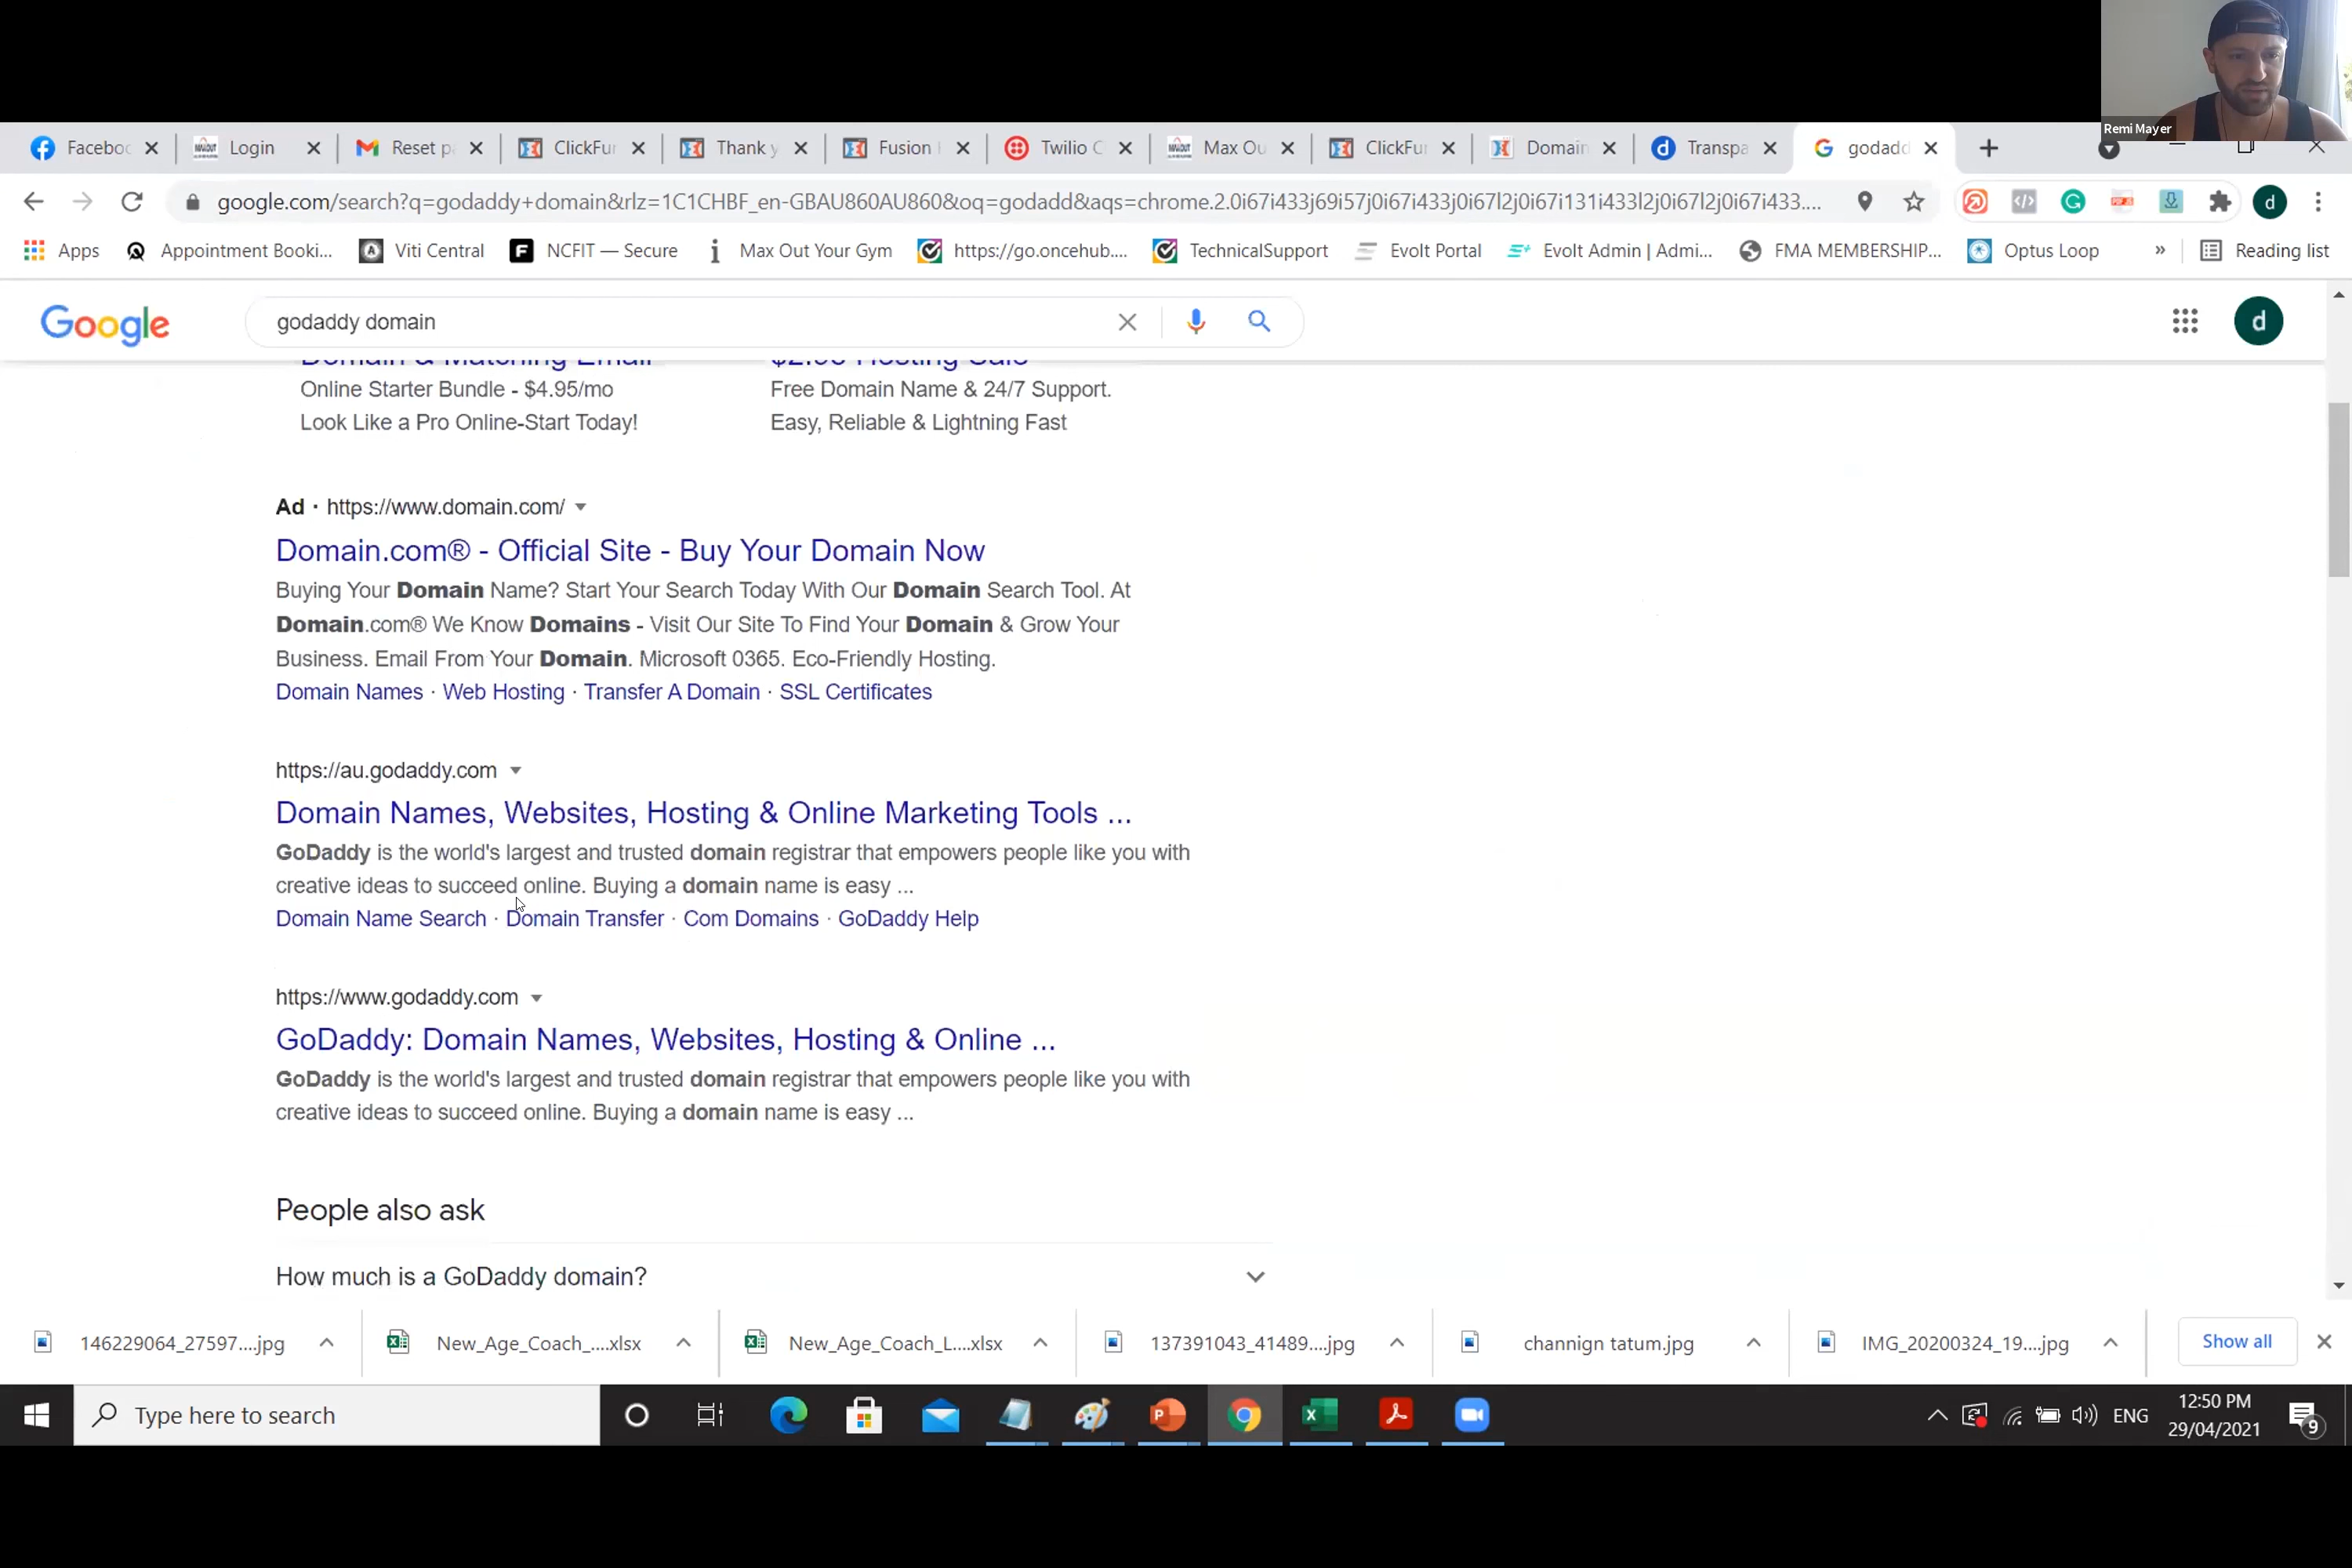 Remi Mayer
Faceboo
Login
Reset p
ClickFur
Thank y
Fusion
Twilio C
Max Ou
ClickFur
Domain
Transpa
godadd
google.com/search?q=godaddy+domain&rlz=1C1CHBF_en-GBAU860AU860&oq=godadd&aqs=chrome.2.0i67i433j69i57j0i67i433j0i67l2j0i67i131i433l2j0i67l2j0i67i433....
d
Apps
Appointment Booki...
Viti Central
NCFIT — Secure
Max Out Your Gym
https://go.oncehub....
TechnicalSupport
Evolt Portal
Evolt Admin | Admi...
FMA MEMBERSHIP...
Optus Loop
»
Reading list
Google
godaddy domain
d
Domain & Matching Email
$2.95 Hosting Sale
Online Starter Bundle - $4.95/mo
Free Domain Name & 24/7 Support.
Look Like a Pro Online-Start Today!
Easy, Reliable & Lightning Fast
Ad · https://www.domain.com/
Domain.com® - Official Site - Buy Your Domain Now
Buying Your Domain Name? Start Your Search Today With Our Domain Search Tool. At
Domain.com® We Know Domains - Visit Our Site To Find Your Domain & Grow Your
Business. Email From Your Domain. Microsoft 0365. Eco-Friendly Hosting.
Domain Names · Web Hosting · Transfer A Domain · SSL Certificates
https://au.godaddy.com
Domain Names, Websites, Hosting & Online Marketing Tools ...
GoDaddy is the world's largest and trusted domain registrar that empowers people like you with
creative ideas to succeed online. Buying a domain name is easy ...
Domain Name Search · Domain Transfer · Com Domains · GoDaddy Help
https://www.godaddy.com
GoDaddy: Domain Names, Websites, Hosting & Online ...
GoDaddy is the world's largest and trusted domain registrar that empowers people like you with
creative ideas to succeed online. Buying a domain name is easy ...
People also ask
How much is a GoDaddy domain?
146229064_27597....jpg
New_Age_Coach_....xlsx
New_Age_Coach_L....xlsx
137391043_41489....jpg
channign tatum.jpg
IMG_20200324_19....jpg
Show all
Type here to search
ENG
12:50 PM
29/04/2021
9